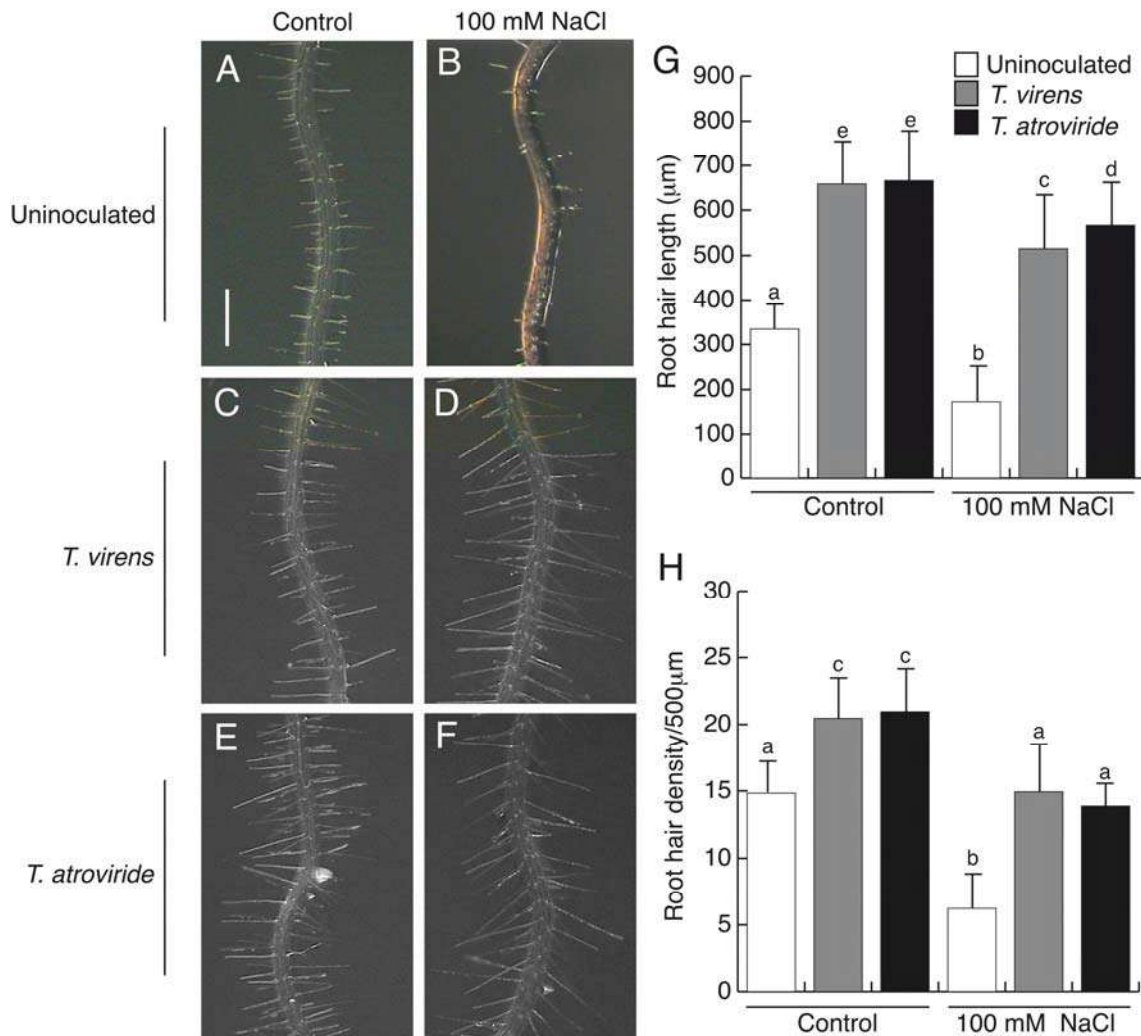 Control
100 mM NaCl
A
B
Uninoculated
C
D
T. virens
E
F
T. atroviride
G
Uninoculated
T. virens
T. atroviride
900
800
700
600
500
400
300
200
100
0
Root hair length (μm)
a
e
e
b
c
d
Control
100 mM NaCl
H
30
25
20
15
10
5
0
Root hair density/500μm
a
c
c
b
a
a
Control
100 mM NaCl